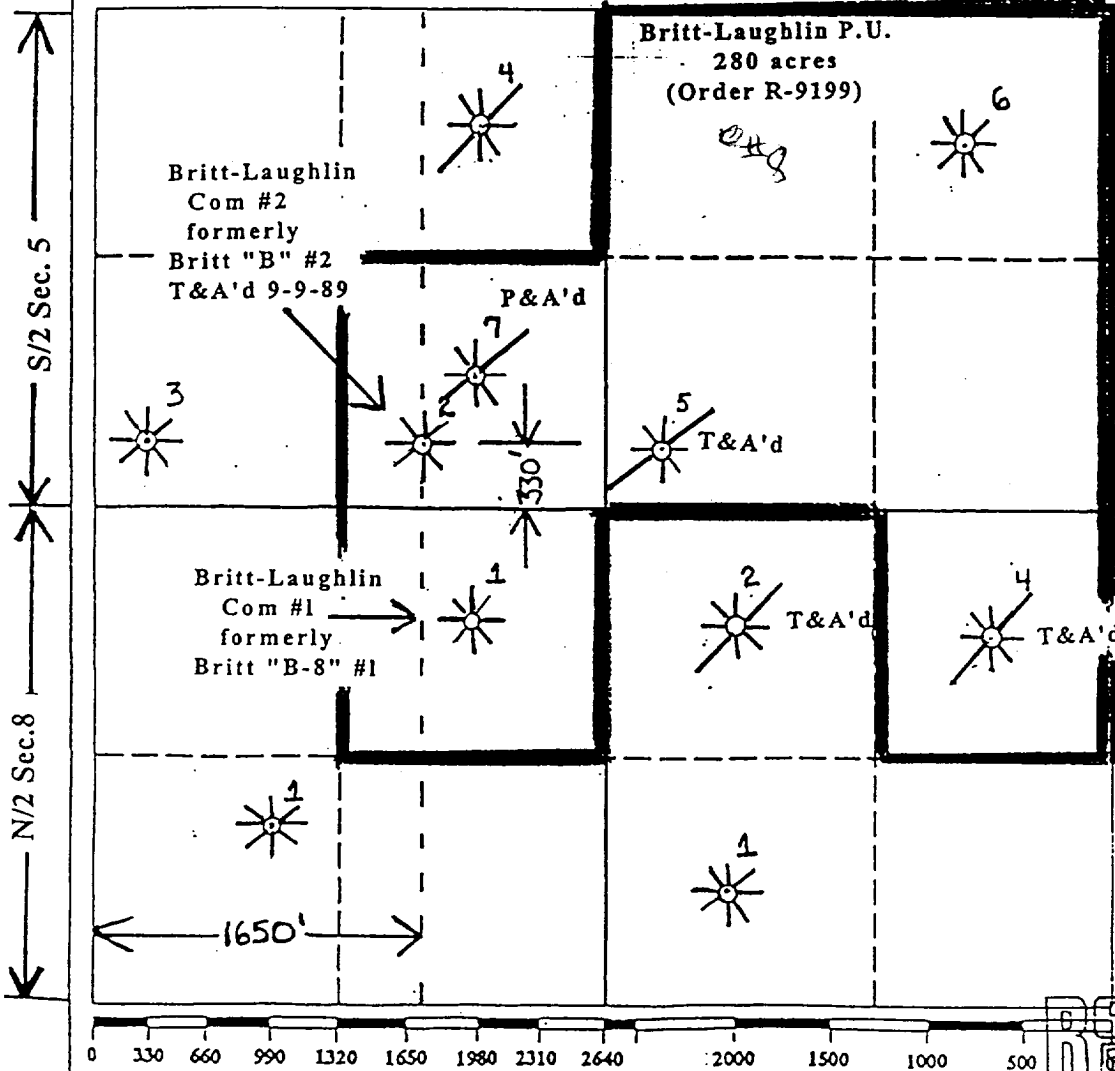 Britt-Laughlin P.U.
280 acres
(Order R-9199)
4
6
#8
Britt-Laughlin
Com #2
formerly
Britt "B" #2
T&A'd 9-9-89
P&A'd
7
S/2 Sec. 5
3
2
5
T&A'd
330'
Britt-Laughlin
Com #1
formerly
Britt "B-8" #1
1
2
T&A'd
4
T&A'd
N/2 Sec.8
1
1
1650'
0 330 660 990 1320 1650 1980 2310 2640 2000 1500 1000 500